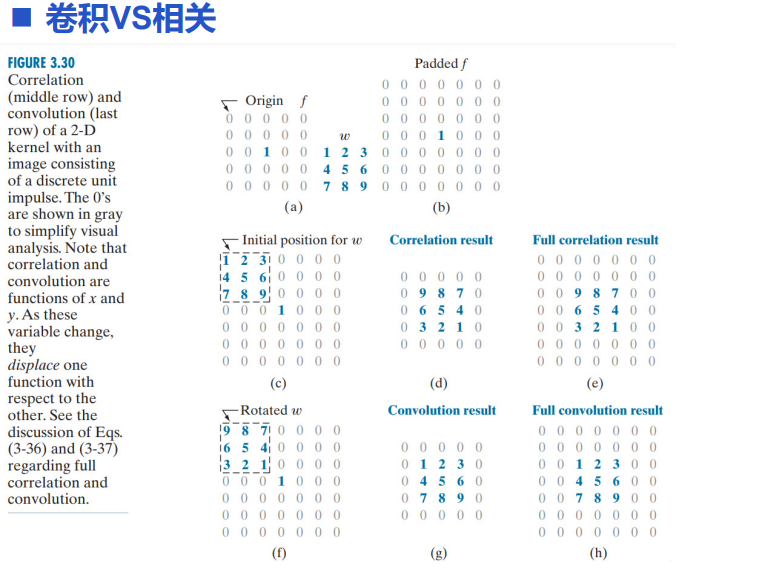 ■ 卷积VS相关
FIGURE 3.30
Correlation
(middle row) and
convolution (last
row) of a 2-D
kernel with an
image consisting
of a discrete unit
impulse. The 0's
are shown in gray
to simplify visual
analysis. Note that
correlation and
convolution are
functions of x and
y. As these
variable change,
they
displace one
function with
respect to the
other. See the
discussion of Eqs.
(3-36) and (3-37)
regarding full
correlation and
convolution.
Padded f
Origin f
0 0 0 0 0 0 0
0 0 0 0 0 0 0
0 0 0 0 0 0 0 0 0 0 0 0
0 0 0 0 0 w 0 0 0 1 0 0 0
0 0 1 0 0 1 2 3 0 0 0 0 0 0 0
0 0 0 0 0 4 5 6 0 0 0 0 0 0 0
0 0 0 0 0 7 8 9 0 0 0 0 0 0 0
(a) (b)
Initial position for w Correlation result Full correlation result
1 2 3 0 0 0 0 0 0 0 0 0 0 0
4 5 6 0 0 0 0 0 0 0 0 0 0 0 0 0 0 0 0
7 8 9 0 0 0 0 0 9 8 7 0 0 0 9 8 7 0 0
0 0 0 1 0 0 0 0 6 5 4 0 0 0 6 5 4 0 0
0 0 0 0 0 0 0 0 3 2 1 0 0 0 3 2 1 0 0
0 0 0 0 0 0 0 0 0 0 0 0 0 0 0 0 0 0 0
0 0 0 0 0 0 0 0 0 0 0 0 0 0
(c) (d) (e)
Rotated w Convolution result Full convolution result
9 8 7 0 0 0 0 0 0 0 0 0 0 0
6 5 4 0 0 0 0 0 0 0 0 0 0 0 0 0 0 0 0
3 2 1 0 0 0 0 0 1 2 3 0 0 0 1 2 3 0 0
0 0 0 1 0 0 0 0 4 5 6 0 0 0 4 5 6 0 0
0 0 0 0 0 0 0 0 7 8 9 0 0 0 7 8 9 0 0
0 0 0 0 0 0 0 0 0 0 0 0 0 0 0 0 0 0 0
0 0 0 0 0 0 0 0 0 0 0 0 0 0
(f) (g) (h)